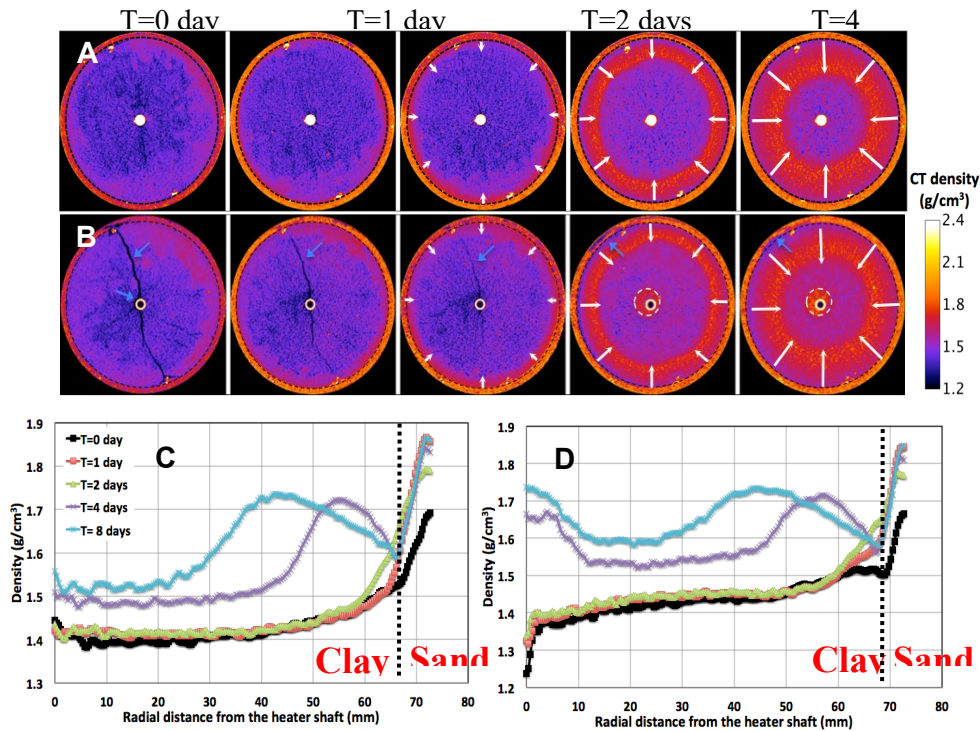 T=0 day T=1 day T=2 days T=4
A
CT density
(g/cm³)
B
2.4
2.1
1.8
1.5
1.2
1.9
1.8
1.7
1.6
1.5
1.4
1.3
Density (g/cm³)
T=0 day
T=1 day
T=2 days
T=4 days
T= 8 days
C
Clay Sand
0 10 20 30 40 50 60 70 80
Radial distance from the heater shaft (mm)
1.9
1.8
1.7
1.6
1.5
1.4
1.3
1.2
Density (g/cm³)
D
Clay Sand
0 10 20 30 40 50 60 70 80
Radial distance from the heater shaft (mm)